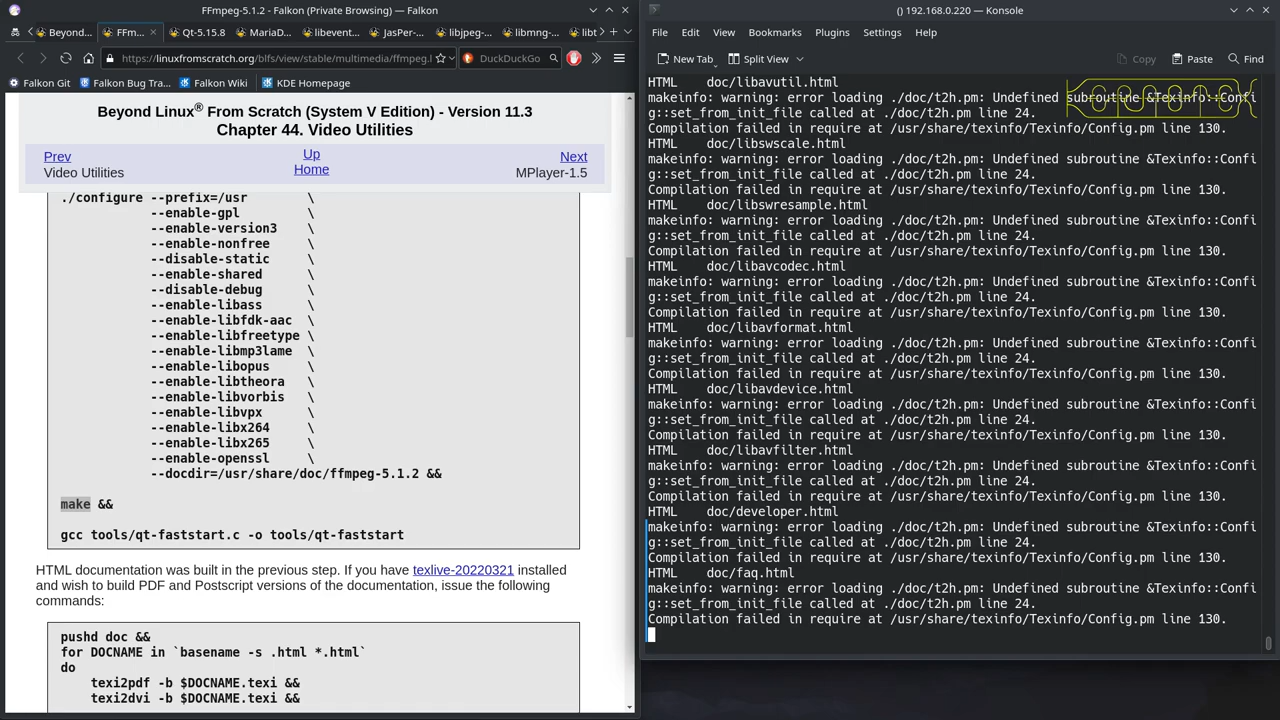 FFmpeg-5.1.2 - Falkon (Private Browsing) — Falkon
Beyond
FFm
Qt-5.15.8
MariaD
libevent
JasPer-
libjpeg-
libmng-
libt
https://linuxfromscratch.org/blfs/view/stable/multimedia/ffmpeg.
DuckDuckGo
Falkon Git
Falkon Bug Tra...
Falkon Wiki
KDE Homepage
Beyond Linux® From Scratch (System V Edition) - Version 11.3
Chapter 44. Video Utilities
Prev
Up
Next
Video Utilities
Home
MPlayer-1.5
./configure --prefix=/usr \
--enable-gpl \
--enable-version3 \
--enable-nonfree \
--disable-static \
--enable-shared \
--disable-debug \
--enable-libass \
--enable-libfdk-aac \
--enable-libfreetype \
--enable-libmp3lame \
--enable-libopus \
--enable-libtheora \
--enable-libvorbis \
--enable-libvpx \
--enable-libx264 \
--enable-libx265 \
--enable-openssl \
--docdir=/usr/share/doc/ffmpeg-5.1.2 &&
make &&
gcc tools/qt-faststart.c -o tools/qt-faststart
HTML documentation was built in the previous step. If you have texlive-20220321 installed
and wish to build PDF and Postscript versions of the documentation, issue the following
commands:
pushd doc &&
for DOCNAME in `basename -s .html *.html`
do
texi2pdf -b $DOCNAME.texi &&
texi2dvi -b $DOCNAME.texi &&
() 192.168.0.220 — Konsole
File Edit View Bookmarks Plugins Settings Help
New Tab
Split View
Copy
Paste
Find
HTML doc/libavutil.html
makeinfo: warning: error loading ./doc/t2h.pm: Undefined subroutine &Texinfo::Confi
g::set_from_init_file called at ./doc/t2h.pm line 24.
Compilation failed in require at /usr/share/texinfo/Texinfo/Config.pm line 130.
HTML doc/libswscale.html
makeinfo: warning: error loading ./doc/t2h.pm: Undefined subroutine &Texinfo::Confi
g::set_from_init_file called at ./doc/t2h.pm line 24.
Compilation failed in require at /usr/share/texinfo/Texinfo/Config.pm line 130.
HTML doc/libswresample.html
makeinfo: warning: error loading ./doc/t2h.pm: Undefined subroutine &Texinfo::Confi
g::set_from_init_file called at ./doc/t2h.pm line 24.
Compilation failed in require at /usr/share/texinfo/Texinfo/Config.pm line 130.
HTML doc/libavcodec.html
makeinfo: warning: error loading ./doc/t2h.pm: Undefined subroutine &Texinfo::Confi
g::set_from_init_file called at ./doc/t2h.pm line 24.
Compilation failed in require at /usr/share/texinfo/Texinfo/Config.pm line 130.
HTML doc/libavformat.html
makeinfo: warning: error loading ./doc/t2h.pm: Undefined subroutine &Texinfo::Confi
g::set_from_init_file called at ./doc/t2h.pm line 24.
Compilation failed in require at /usr/share/texinfo/Texinfo/Config.pm line 130.
HTML doc/libavdevice.html
makeinfo: warning: error loading ./doc/t2h.pm: Undefined subroutine &Texinfo::Confi
g::set_from_init_file called at ./doc/t2h.pm line 24.
Compilation failed in require at /usr/share/texinfo/Texinfo/Config.pm line 130.
HTML doc/libavfilter.html
makeinfo: warning: error loading ./doc/t2h.pm: Undefined subroutine &Texinfo::Confi
g::set_from_init_file called at ./doc/t2h.pm line 24.
Compilation failed in require at /usr/share/texinfo/Texinfo/Config.pm line 130.
HTML doc/developer.html
makeinfo: warning: error loading ./doc/t2h.pm: Undefined subroutine &Texinfo::Confi
g::set_from_init_file called at ./doc/t2h.pm line 24.
Compilation failed in require at /usr/share/texinfo/Texinfo/Config.pm line 130.
HTML doc/faq.html
makeinfo: warning: error loading ./doc/t2h.pm: Undefined subroutine &Texinfo::Confi
g::set_from_init_file called at ./doc/t2h.pm line 24.
Compilation failed in require at /usr/share/texinfo/Texinfo/Config.pm line 130.